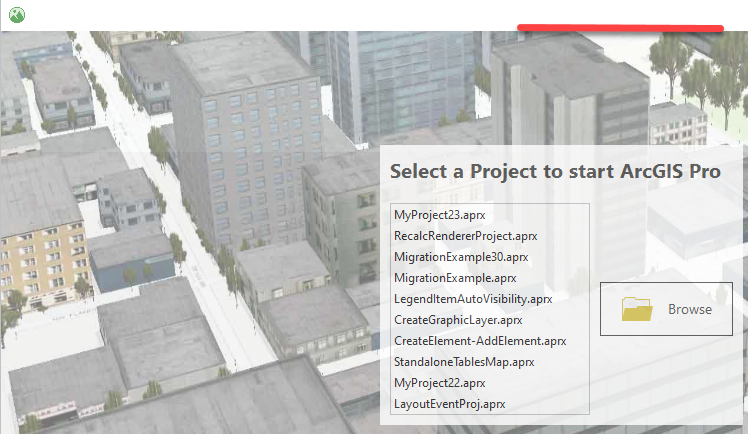 Select a Project to start ArcGIS Pro
MyProject23.aprx
RecalcRendererProject.aprx
MigrationExample30.aprx
MigrationExample.aprx
LegendItemAutoVisibility.aprx
CreateGraphicLayer.aprx
CreateElement-AddElement.aprx
StandaloneTablesMap.aprx
MyProject22.aprx
LayoutEventProj.aprx
Browse